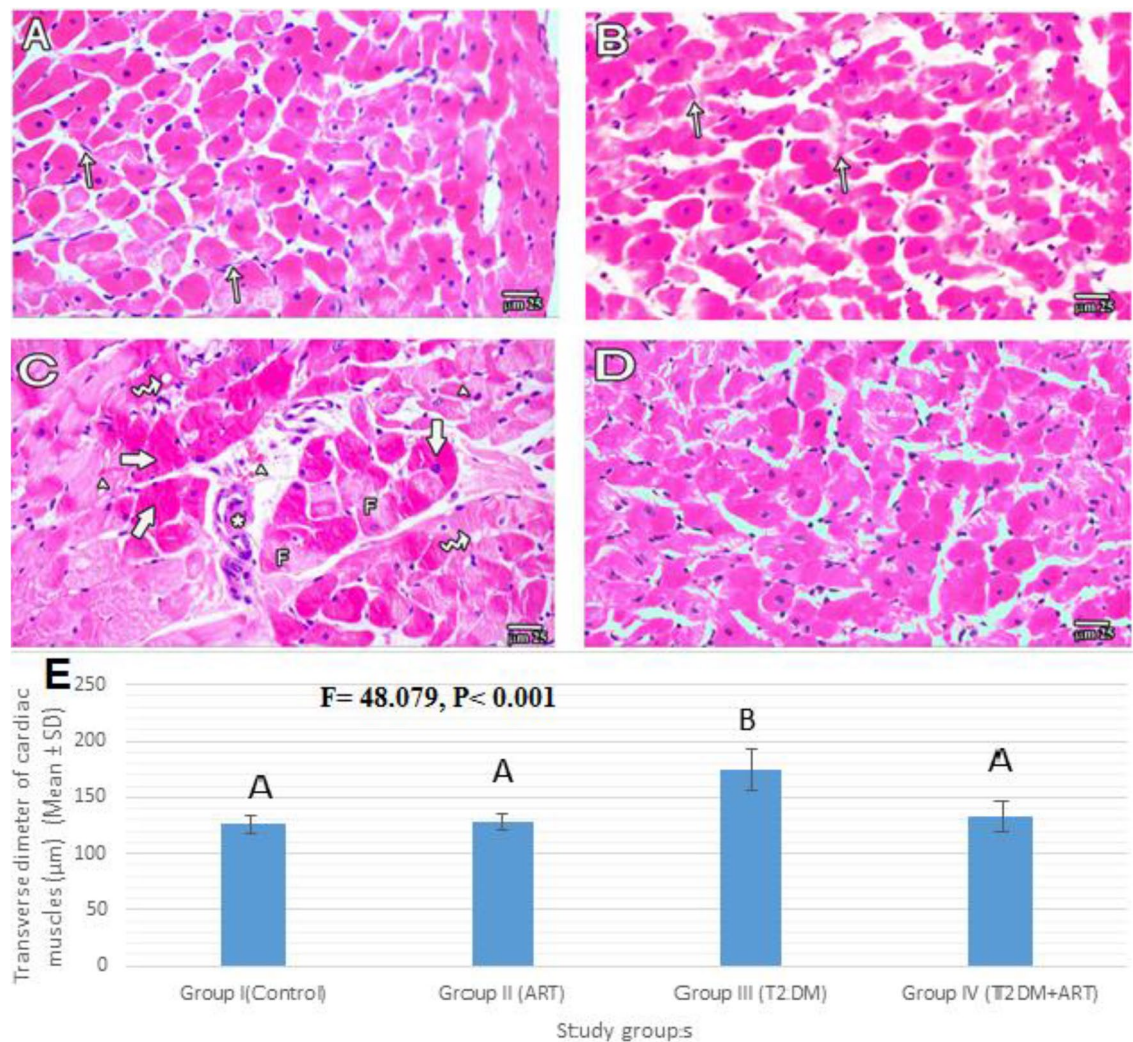 A
B
µm 25
µm 25
C
D
F
*
F
µm 25
µm 25
E
F= 48.079, P< 0.001
Transverse dimeter of cardiac
muscles (µm) (Mean ± SD)
250
200
150
100
50
0
A
A
B
A
Group I(Control)
Group II (ART)
Group III (T2DM)
Group IV (T2DM+ART)
Study groups